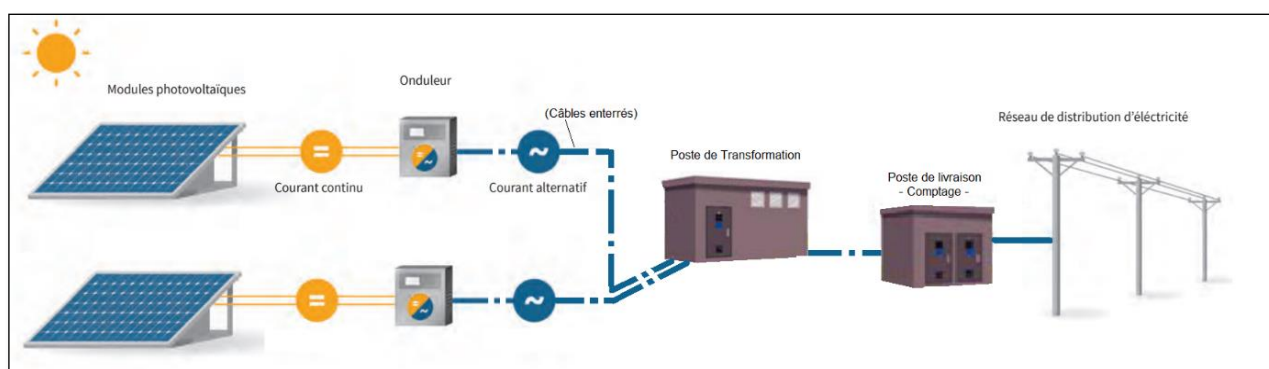 Modules photovoltaïques
Onduleur
(Câbles enterrés)
Réseau de distribution d'éléctricité
Poste de Transformation
Poste de livraison
- Comptage -
=
Courant continu
~
Courant alternatif
=
~